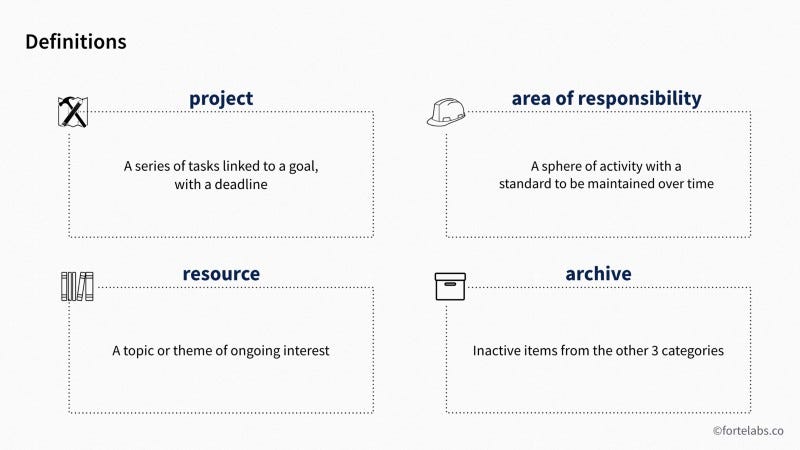 Definitions
project
A series of tasks linked to a goal,
with a deadline
area of responsibility
A sphere of activity with a
standard to be maintained over time
resource
A topic or theme of ongoing interest
archive
Inactive items from the other 3 categories
©fortelabs.co